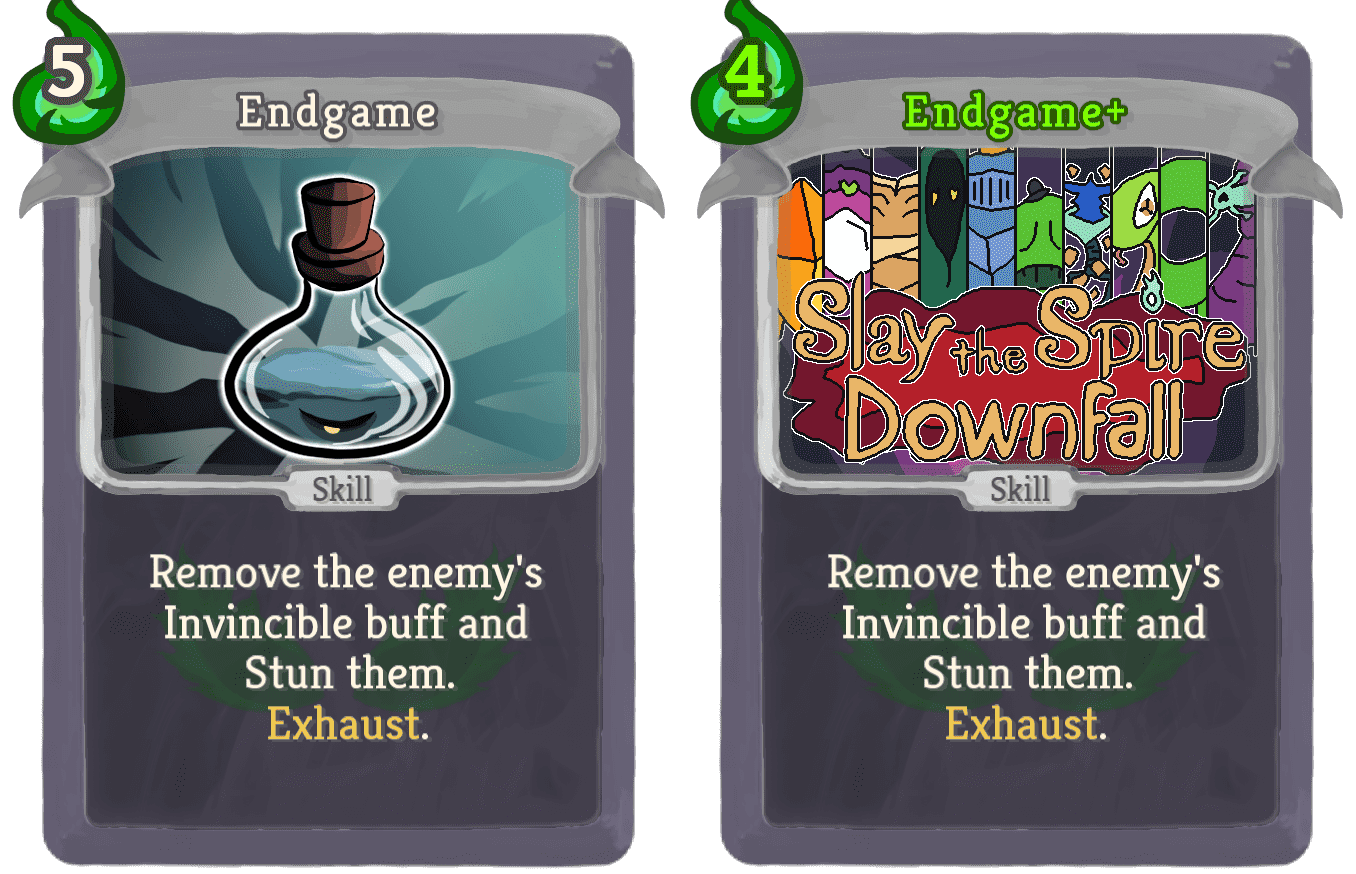 5
Endgame
Skill
Remove the enemy's
Invincible buff and
Stun them.
Exhaust.
4
Endgame+
Slay the Spire
Downfall
Skill
Remove the enemy's
Invincible buff and
Stun them.
Exhaust.